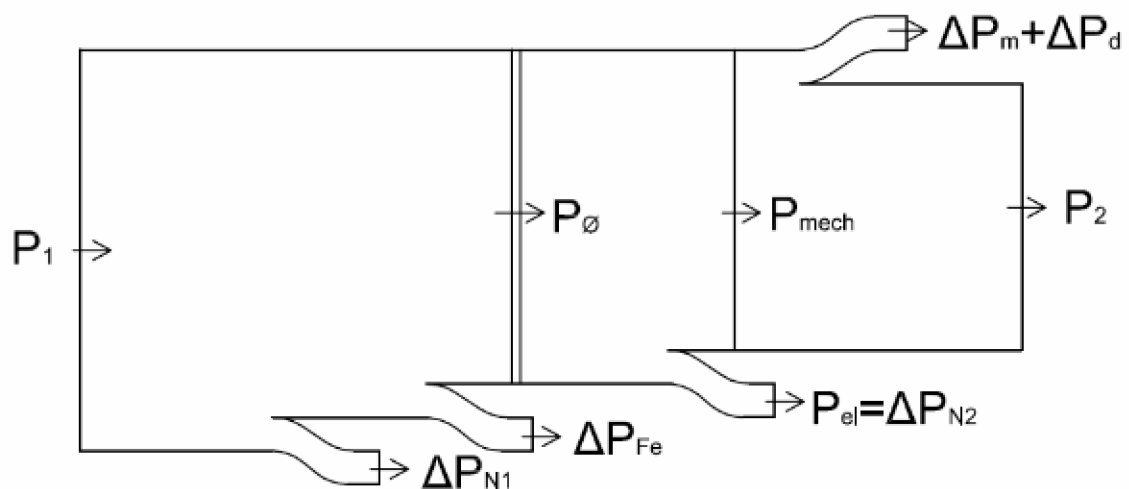 ΔPm+ΔPd
P1
PØ
Pmech
P2
Pel=ΔPN2
ΔPFe
ΔPN1